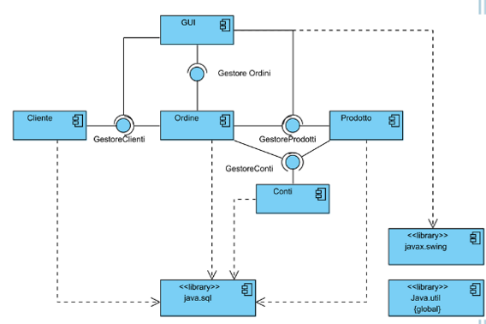 GUI
Gestore Ordini
Cliente
Ordine
Prodotto
GestoreClienti
GestoreProdotti
GestoreConti
Conti
<<library>>
javax.swing
<<library>>
java.sql
<<library>>
Java.util
{global}